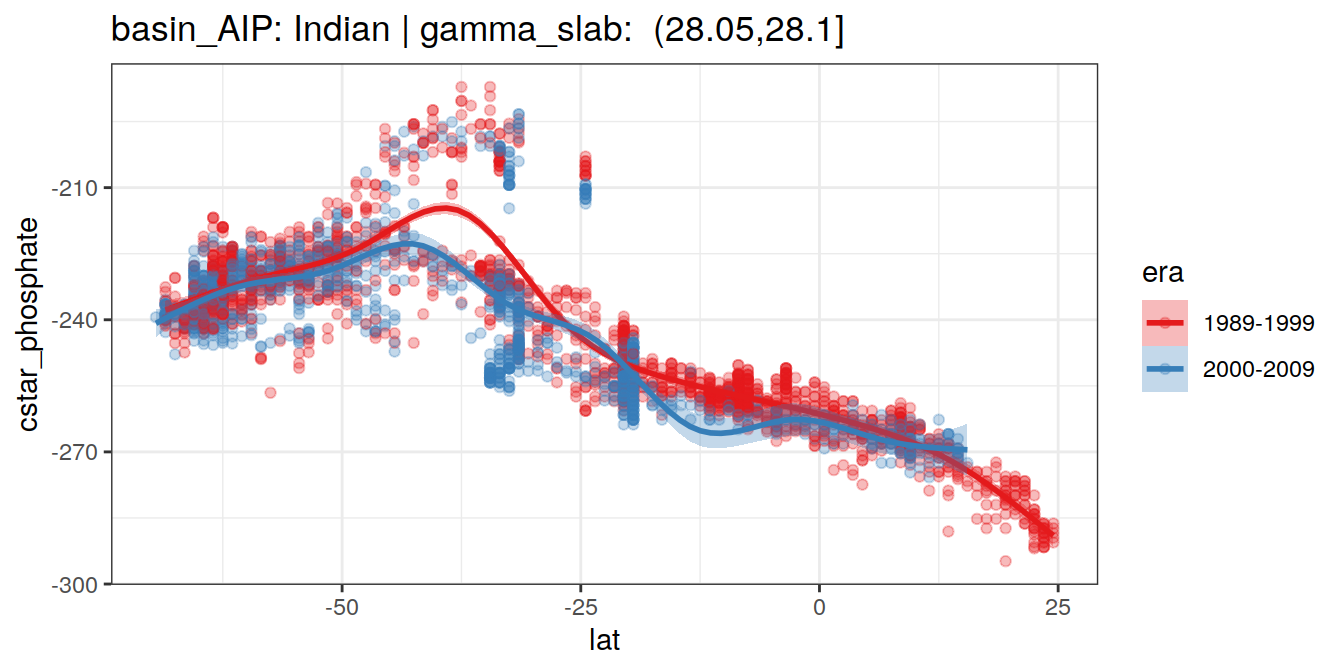 basin_AIP: Indian | gamma_slab:  (28.05,28.1]
cstar_phosphate
-210
-240
-270
-300
-50
-25
0
25
lat
era
1989-1999
2000-2009